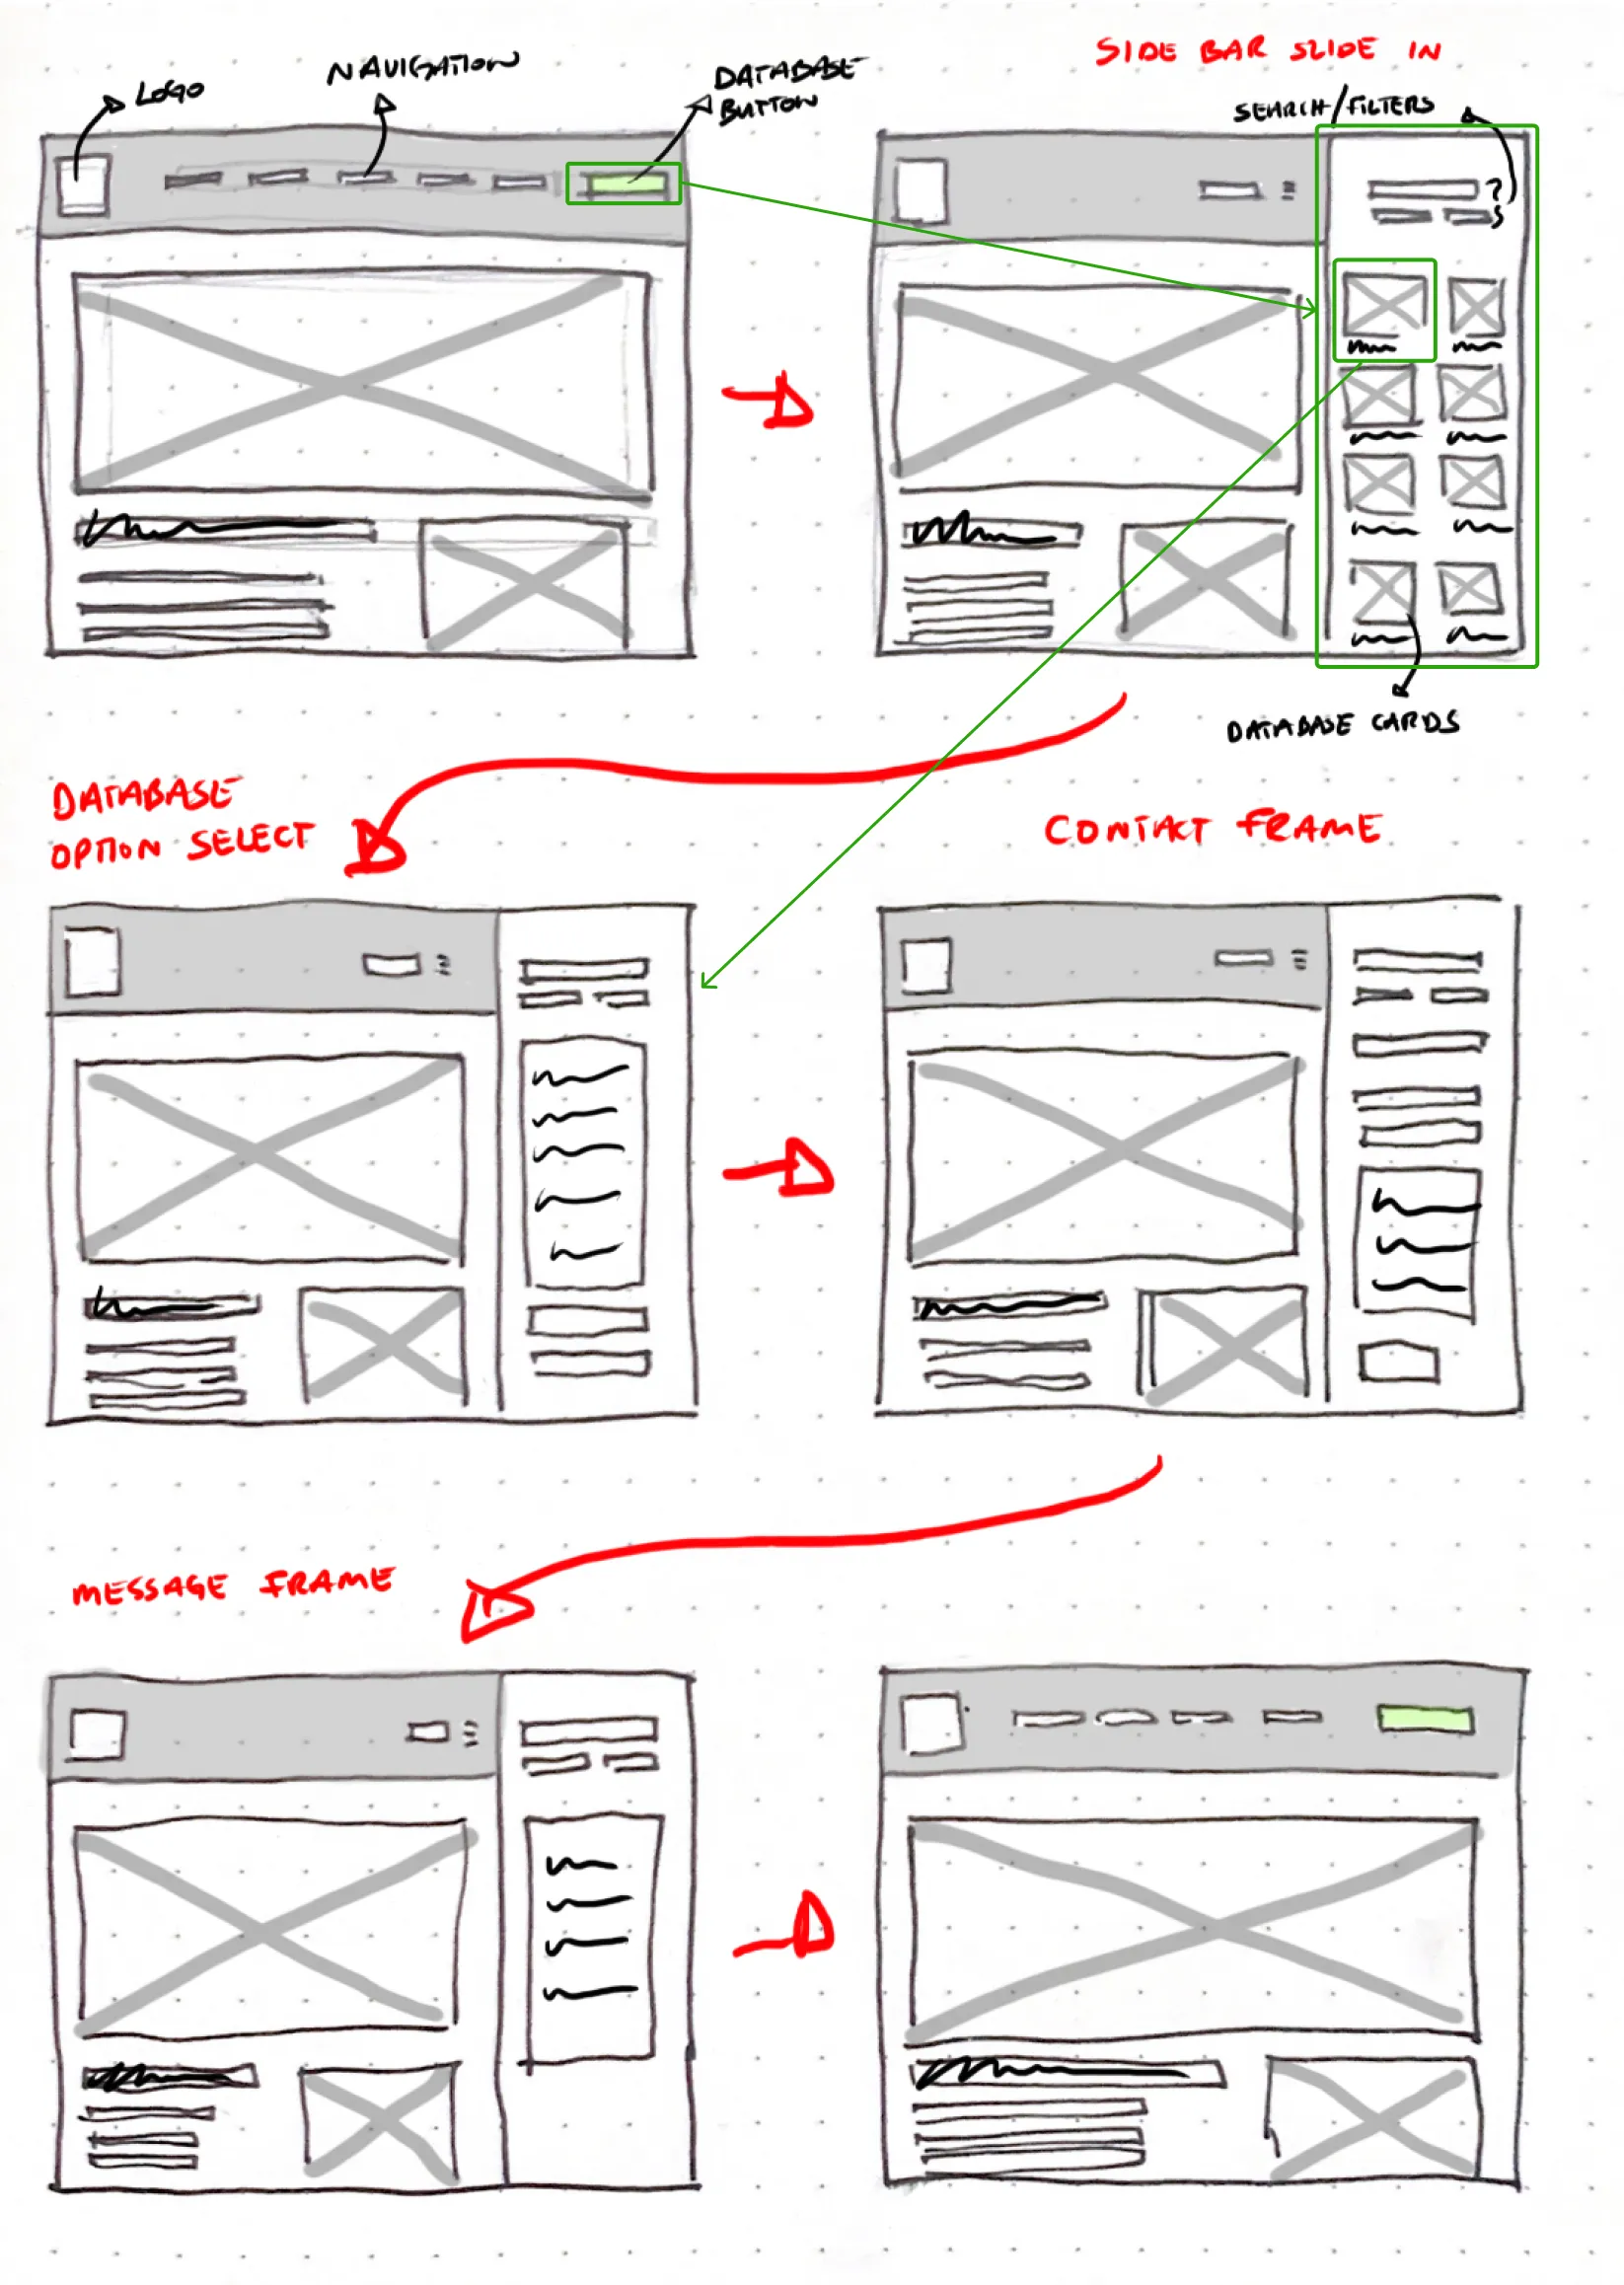 LOGO
NAVIGATION
DATABASE
BUTTON
SIDE BAR SLIDE IN
SEARCH/FILTERS
?
DATABASE CARDS
DATABASE
OPTION SELECT
CONTACT FRAME
MESSAGE FRAME